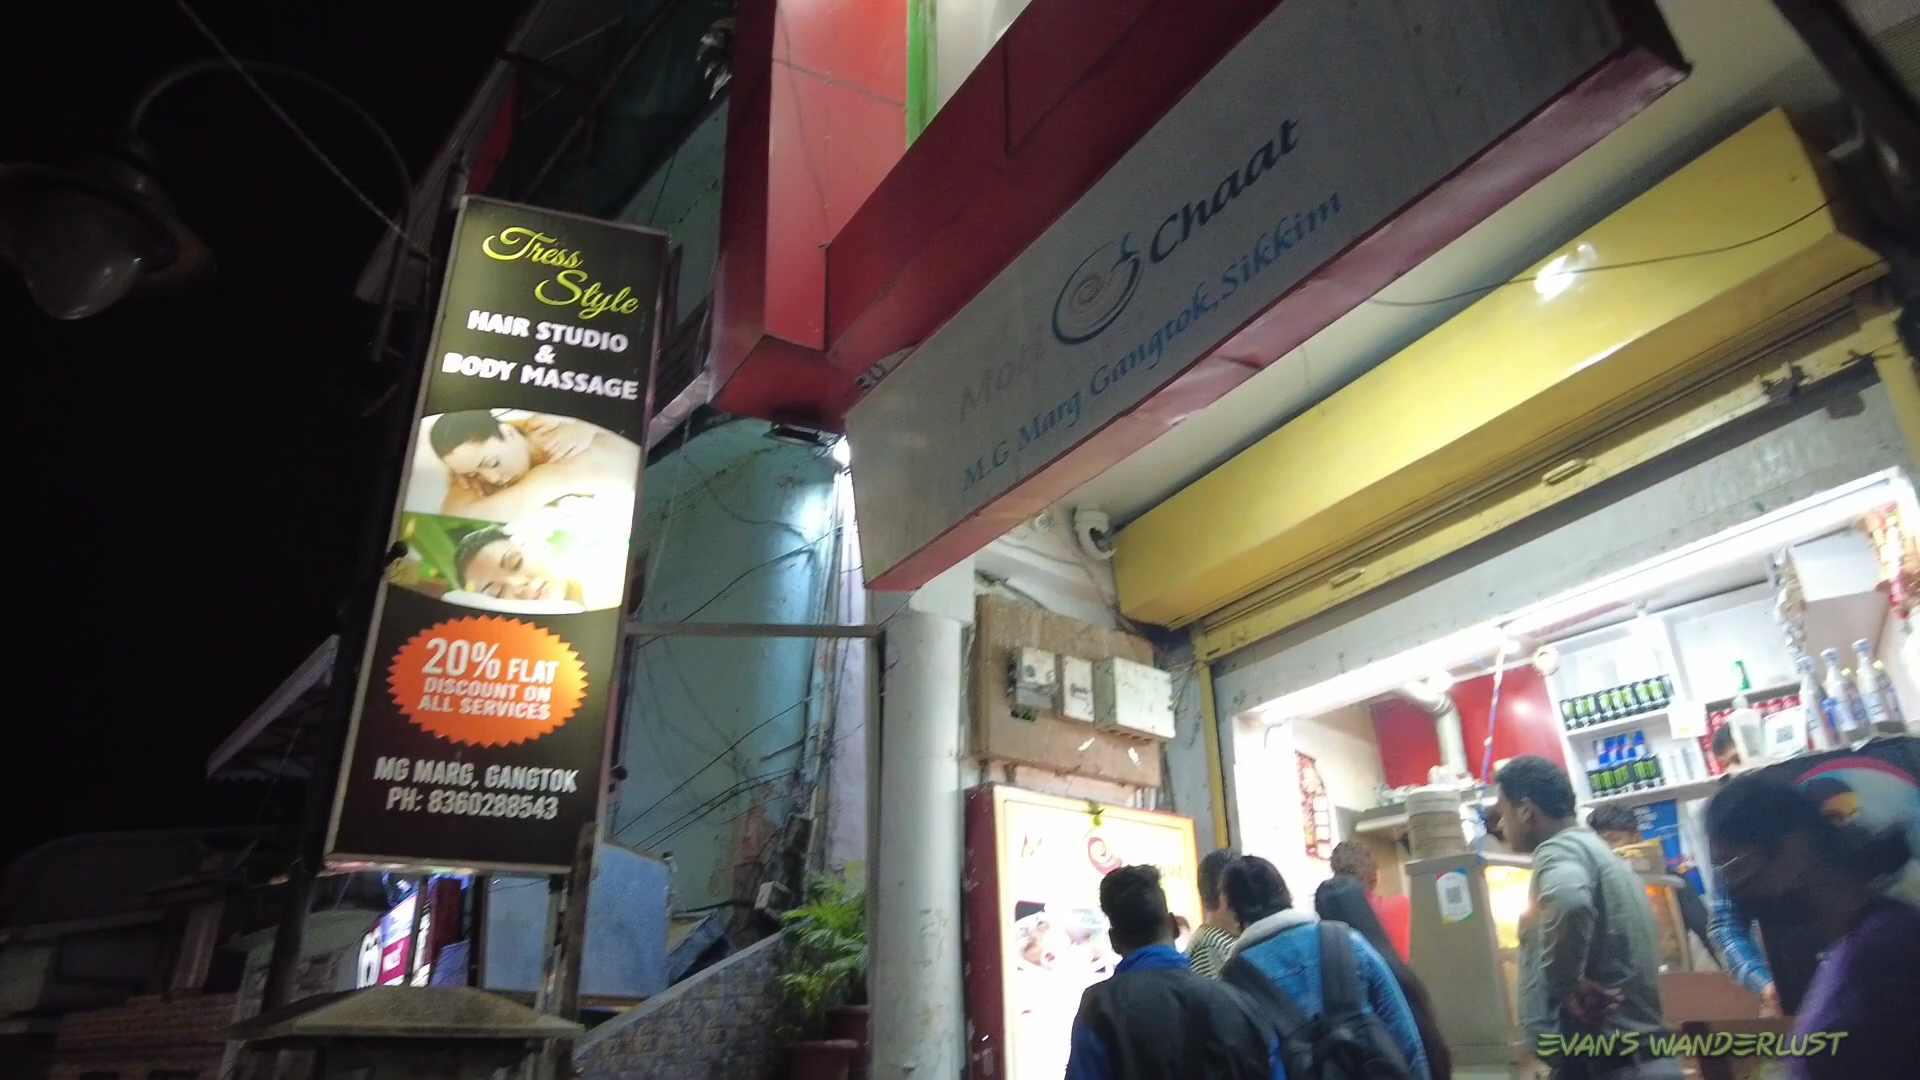 Tress
Style
HAIR STUDIO
&
BODY MASSAGE
20% FLAT
DISCOUNT ON
ALL SERVICES
MG MARG, GANGTOK
PH: 8360288543
Moti Chaat
M.G Marg Gangtok, Sikkim
EVAN'S WANDERLUST